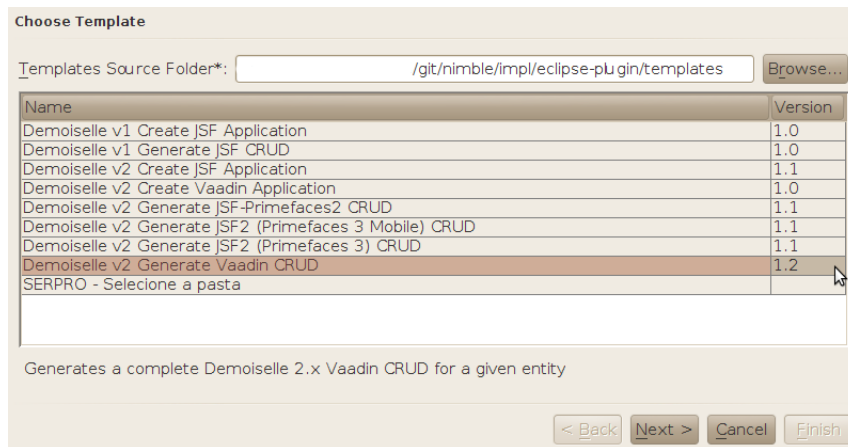 Choose Template
Templates Source Folder*: /git/nimble/impl/eclipse-plugin/templates Browse...
Name Version
Demoiselle v1 Create JSF Application 1.0
Demoiselle v1 Generate JSF CRUD 1.0
Demoiselle v2 Create JSF Application 1.1
Demoiselle v2 Create Vaadin Application 1.0
Demoiselle v2 Generate JSF-Primefaces2 CRUD 1.1
Demoiselle v2 Generate JSF2 (Primefaces 3 Mobile) CRUD 1.1
Demoiselle v2 Generate JSF2 (Primefaces 3) CRUD 1.1
Demoiselle v2 Generate Vaadin CRUD 1.2
SERPRO - Selecione a pasta
Generates a complete Demoiselle 2.x Vaadin CRUD for a given entity
< Back Next > Cancel Finish